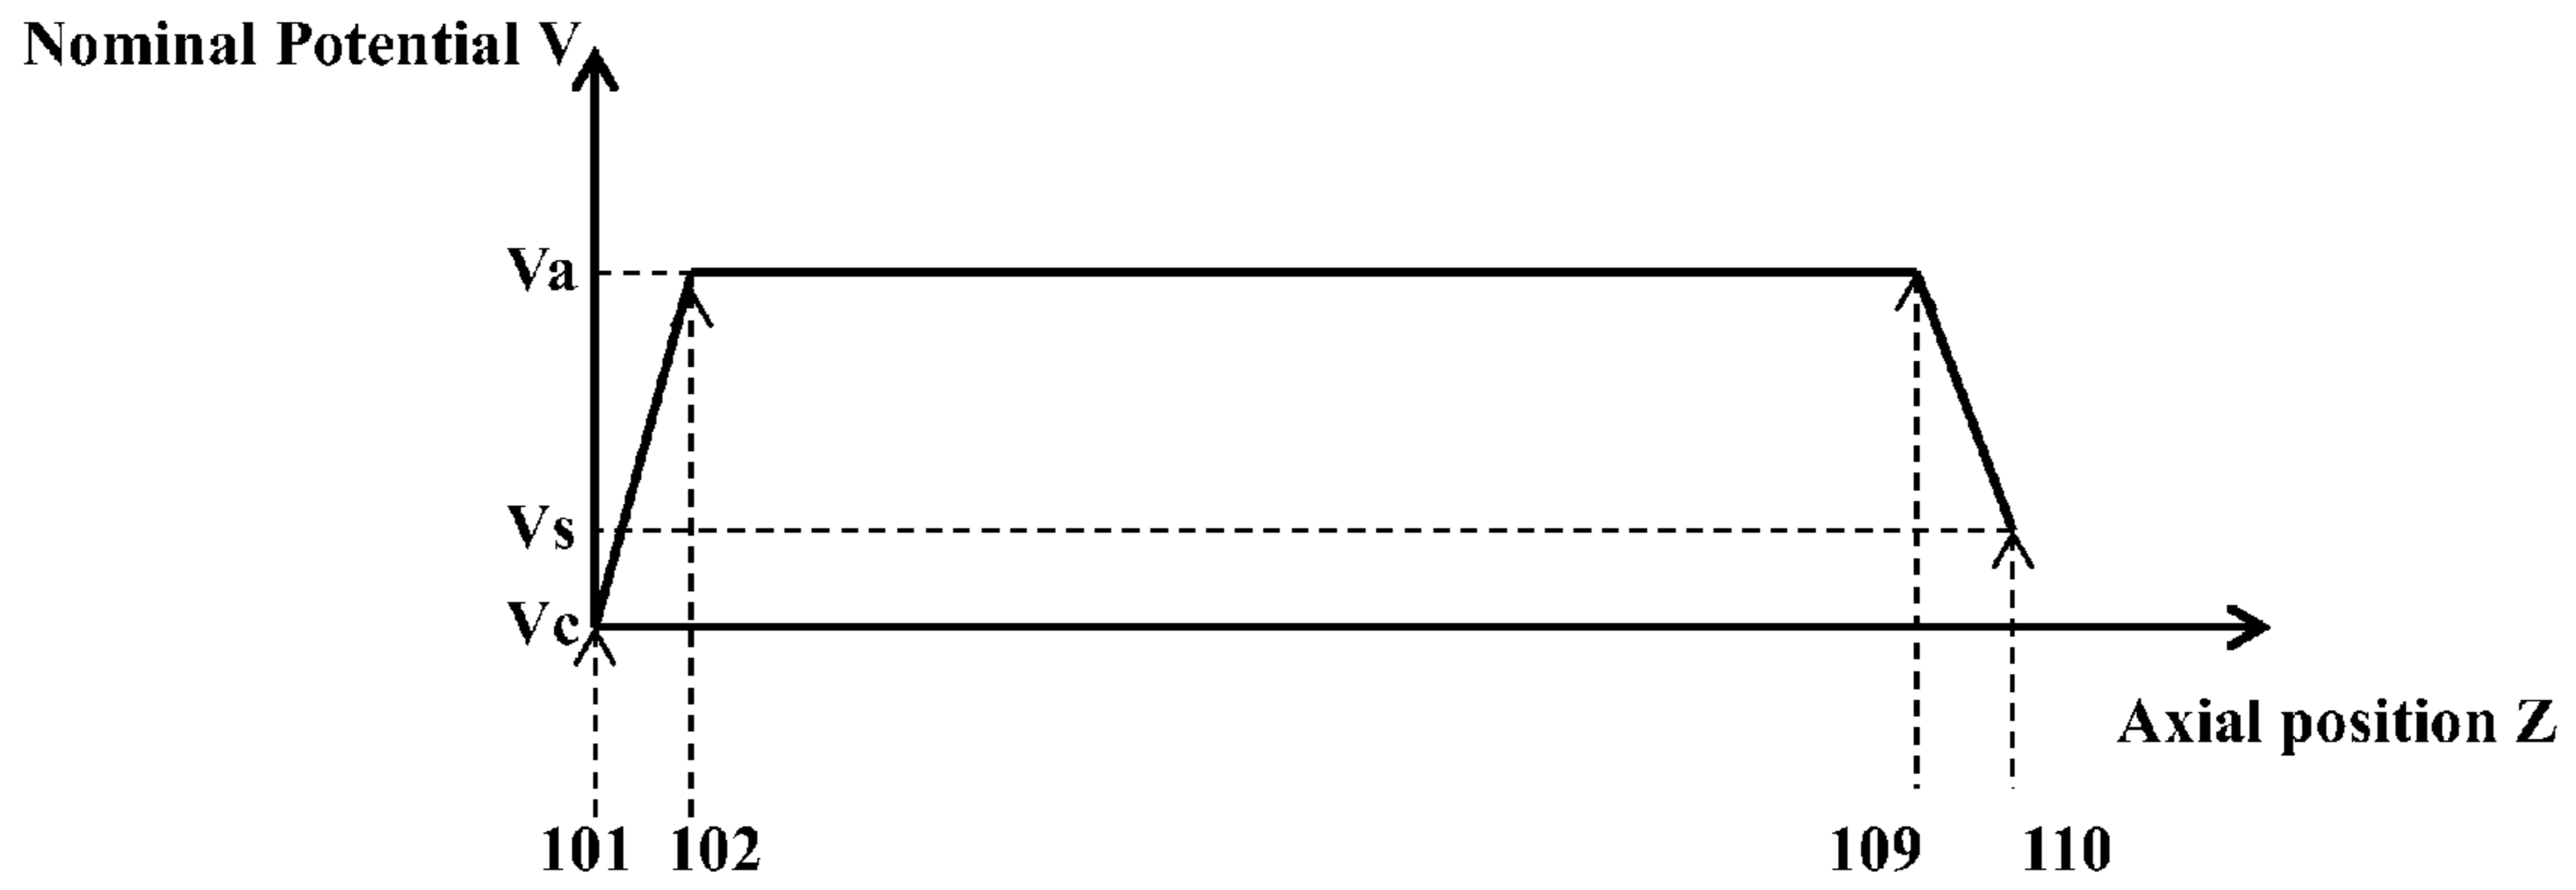 Nominal Potential V
Va
Vs
Vc
Axial position Z
101 102 109 110